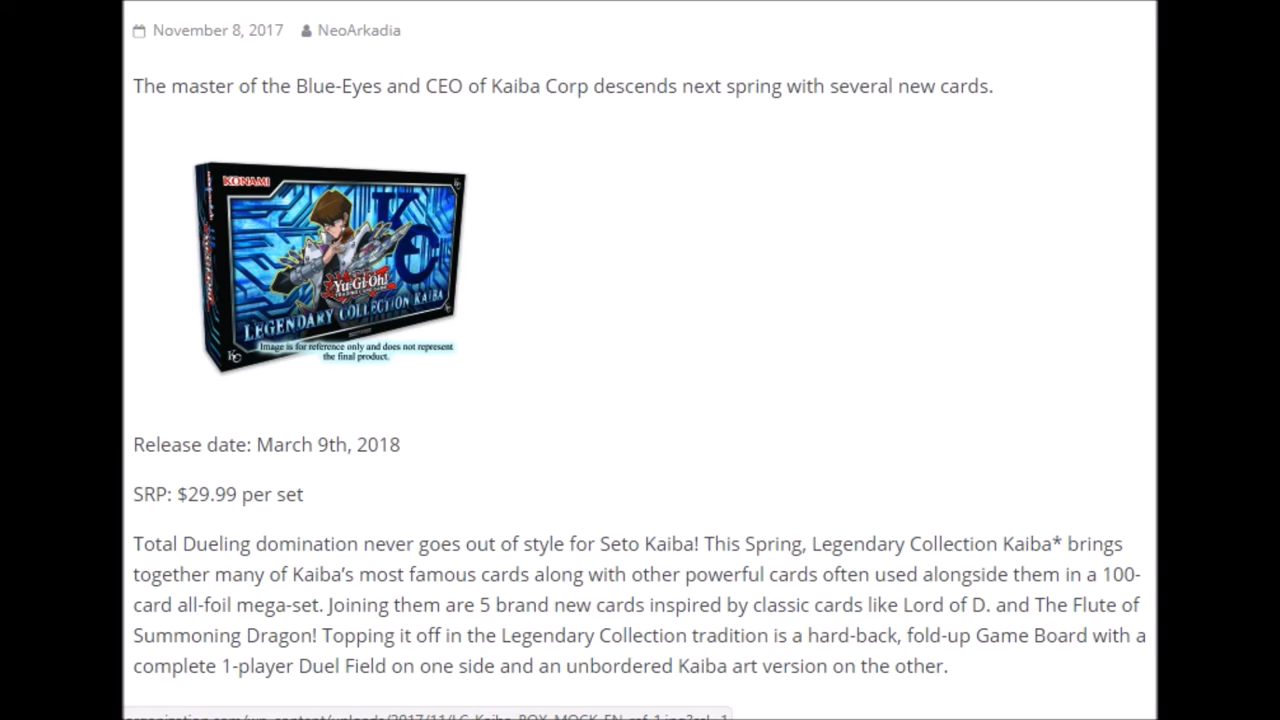 November 8, 2017 NeoArkadia
The master of the Blue-Eyes and CEO of Kaiba Corp descends next spring with several new cards.
KONAMI
KC
Yu-Gi-Oh!
TRADING CARD GAME
LEGENDARY COLLECTION KAIBA
Image is for reference only and does not represent
the final product.
KC
Release date: March 9th, 2018
SRP: $29.99 per set
Total Dueling domination never goes out of style for Seto Kaiba! This Spring, Legendary Collection Kaiba* brings
together many of Kaiba’s most famous cards along with other powerful cards often used alongside them in a 100-
card all-foil mega-set. Joining them are 5 brand new cards inspired by classic cards like Lord of D. and The Flute of
Summoning Dragon! Topping it off in the Legendary Collection tradition is a hard-back, fold-up Game Board with a
complete 1-player Duel Field on one side and an unbordered Kaiba art version on the other.